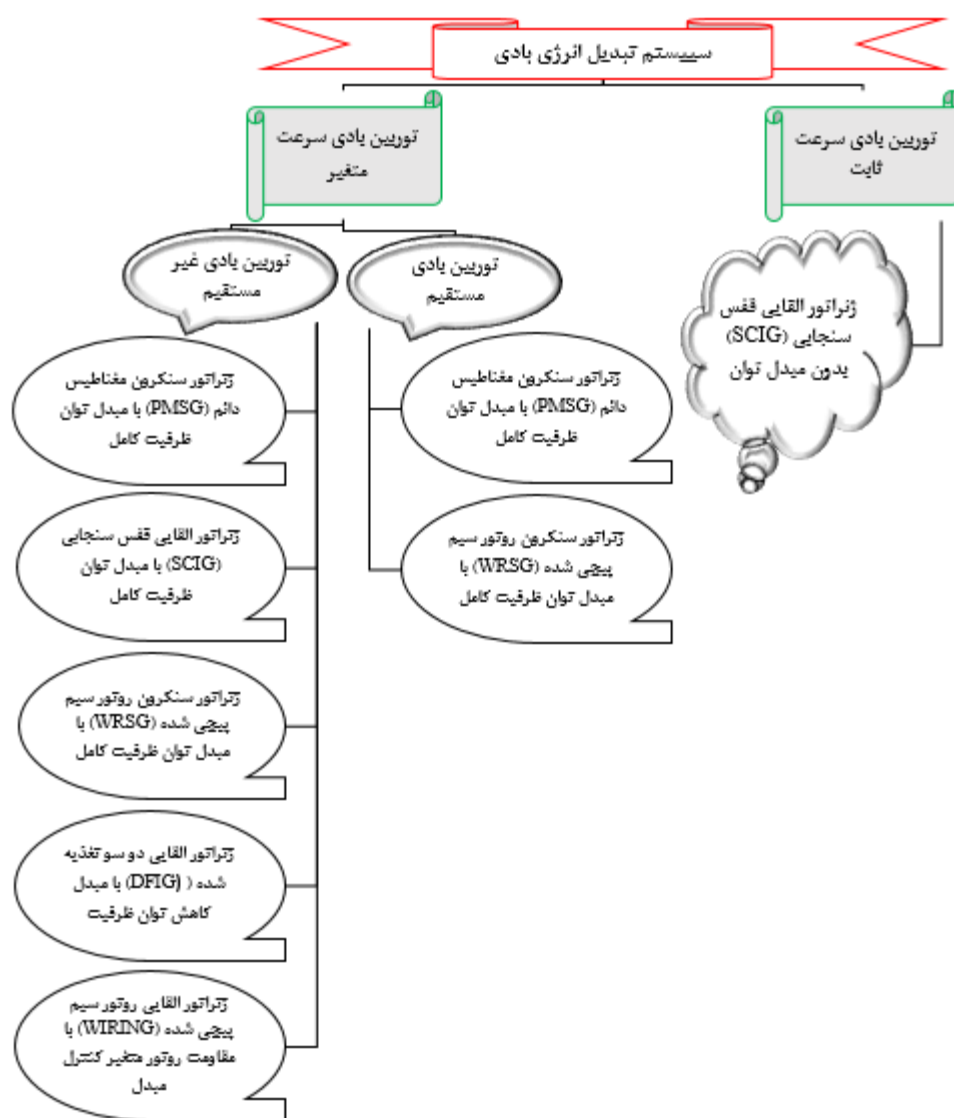 سییستم تبدیل انرژی بادی
توربین بادی سرعت
ثابت
توربین بادی سرعت
متغیر
ژنراتور القایی قفس
سنجابی (SCIG)
بدون مبدل توان
توربین بادی
مستقیم
توربین بادی غیر
مستقیم
ژنراتور سنکرون مغناطیس
دائم (PMSG) با مبدل توان
ظرفیت کامل
ژنراتور سنکرون روتور سیم
پیچی شده (WRSG) با
مبدل توان ظرفیت کامل
ژنراتور سنکرون مغناطیس
دائم (PMSG) با مبدل توان
ظرفیت کامل
ژنراتور القایی قفس سنجابی
(SCIG) با مبدل توان
ظرفیت کامل
ژنراتور سنکرون روتور سیم
پیچی شده (WRSG) با
مبدل توان ظرفیت کامل
ژنراتور القایی دو سو تغذیه
شده ( (DFIG) با مبدل
کاهش توان ظرفیت
ژنراتور القایی روتور سیم
پیچی شده (WIRING) با
مقاومت روتور متغیر کنترل
مبدل